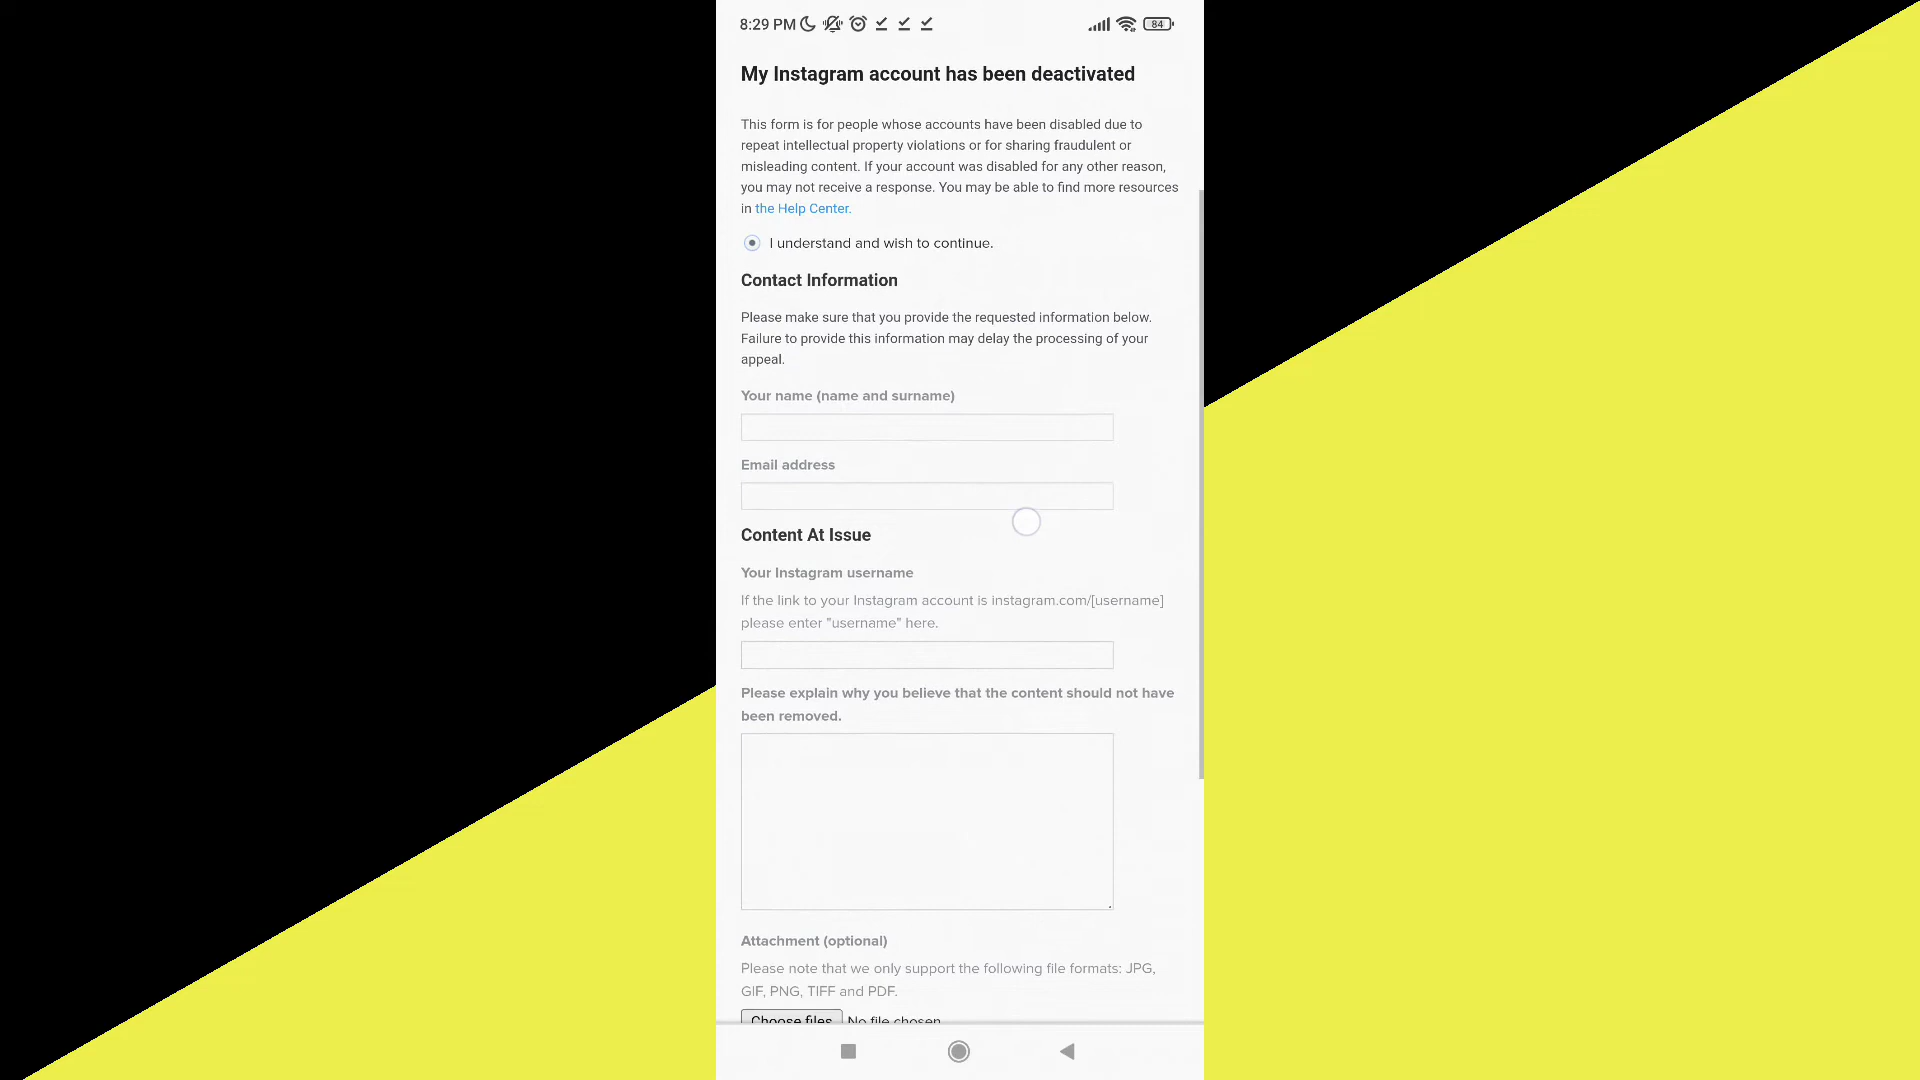 8:29 PM
84
My Instagram account has been deactivated
This form is for people whose accounts have been disabled due to
repeat intellectual property violations or for sharing fraudulent or
misleading content. If your account was disabled for any other reason,
you may not receive a response. You may be able to find more resources
in the Help Center.
I understand and wish to continue.
Contact Information
Please make sure that you provide the requested information below.
Failure to provide this information may delay the processing of your
appeal.
Your name (name and surname)
Email address
Content At Issue
Your Instagram username
If the link to your Instagram account is instagram.com/[username]
please enter "username" here.
Please explain why you believe that the content should not have
been removed.
Attachment (optional)
Please note that we only support the following file formats: JPG,
GIF, PNG, TIFF and PDF.
Choose files No file chosen